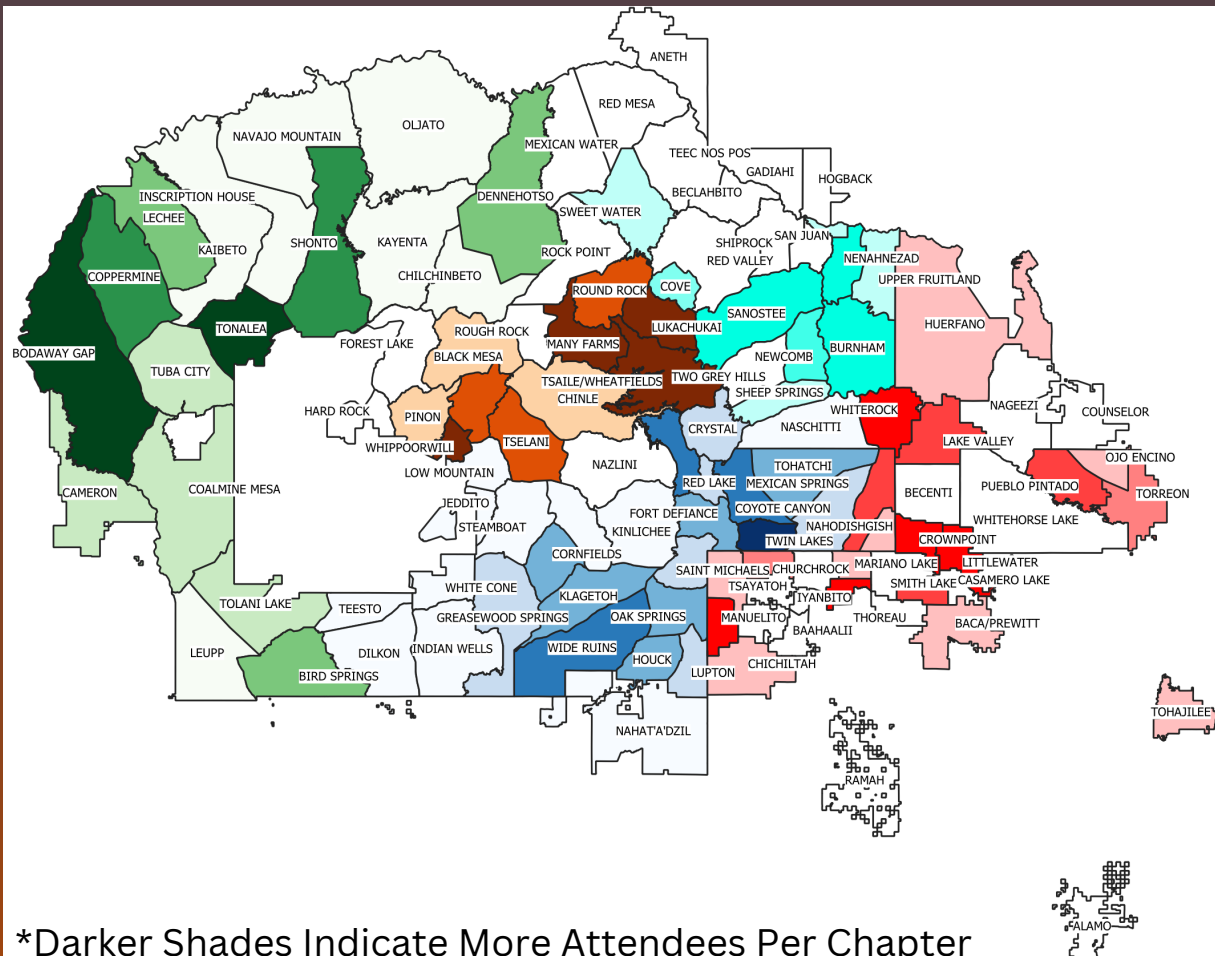 ANETH
RED MESA
OLJATO
NAVAJO MOUNTAIN
MEXICAN WATER
TEEC NOS POS
GADIAHI
HOGBACK
BECLAHBITO
INSCRIPTION HOUSE
DENNEHOTSO
LECHEE
SWEET WATER
SAN JUAN
KAIBETO
SHONTO
KAYENTA
ROCK POINT
SHIPROCK
RED VALLEY
NENAHNEZAD
COPPERMINE
CHILCHINBETO
UPPER FRUITLAND
ROUND ROCK
COVE
SANOSTEE
HUERFANO
TONALEA
ROUGH ROCK
LUKACHUKAI
FOREST LAKE
MANY FARMS
BURNHAM
BODAWAY GAP
BLACK MESA
NEWCOMB
TUBA CITY
TSAILE/WHEATFIELDS
TWO GREY HILLS
CHINLE
SHEEP SPRINGS
HARD ROCK
PINON
WHITEROCK
NAGEEZI
COUNSELOR
CRYSTAL
NASCHITTI
WHIPPOORWILL
TSELANI
LAKE VALLEY
OJO ENCINO
LOW MOUNTAIN
NAZLINI
TOHATCHI
CAMERON
COALMINE MESA
RED LAKE
MEXICAN SPRINGS
BECENTI
PUEBLO PINTADO
TORREON
JEDDITO
COYOTE CANYON
FORT DEFIANCE
WHITEHORSE LAKE
STEAMBOAT
KINLICHEE
NAHODISHGISH
TWIN LAKES
CROWNPOINT
CORNFIELDS
SAINT MICHAELS
CHURCHROCK
MARIANO LAKE
LITTLEWATER
WHITE CONE
TSAYATOH
SMITH LAKE
CASAMERO LAKE
KLAGETOH
IYANBITO
TOLANI LAKE
TEESTO
GREASEWOOD SPRINGS
OAK SPRINGS
MANUELITO
THOREAU
BACA/PREWITT
BAAHAALII
LEUPP
DILKON
INDIAN WELLS
WIDE RUINS
HOUCK
CHICHILTAH
BIRD SPRINGS
LUPTON
TOHAJILEE
NAHAT'A'DZIL
RAMAH
ALAMO
*Darker Shades Indicate More Attendees Per Chapter